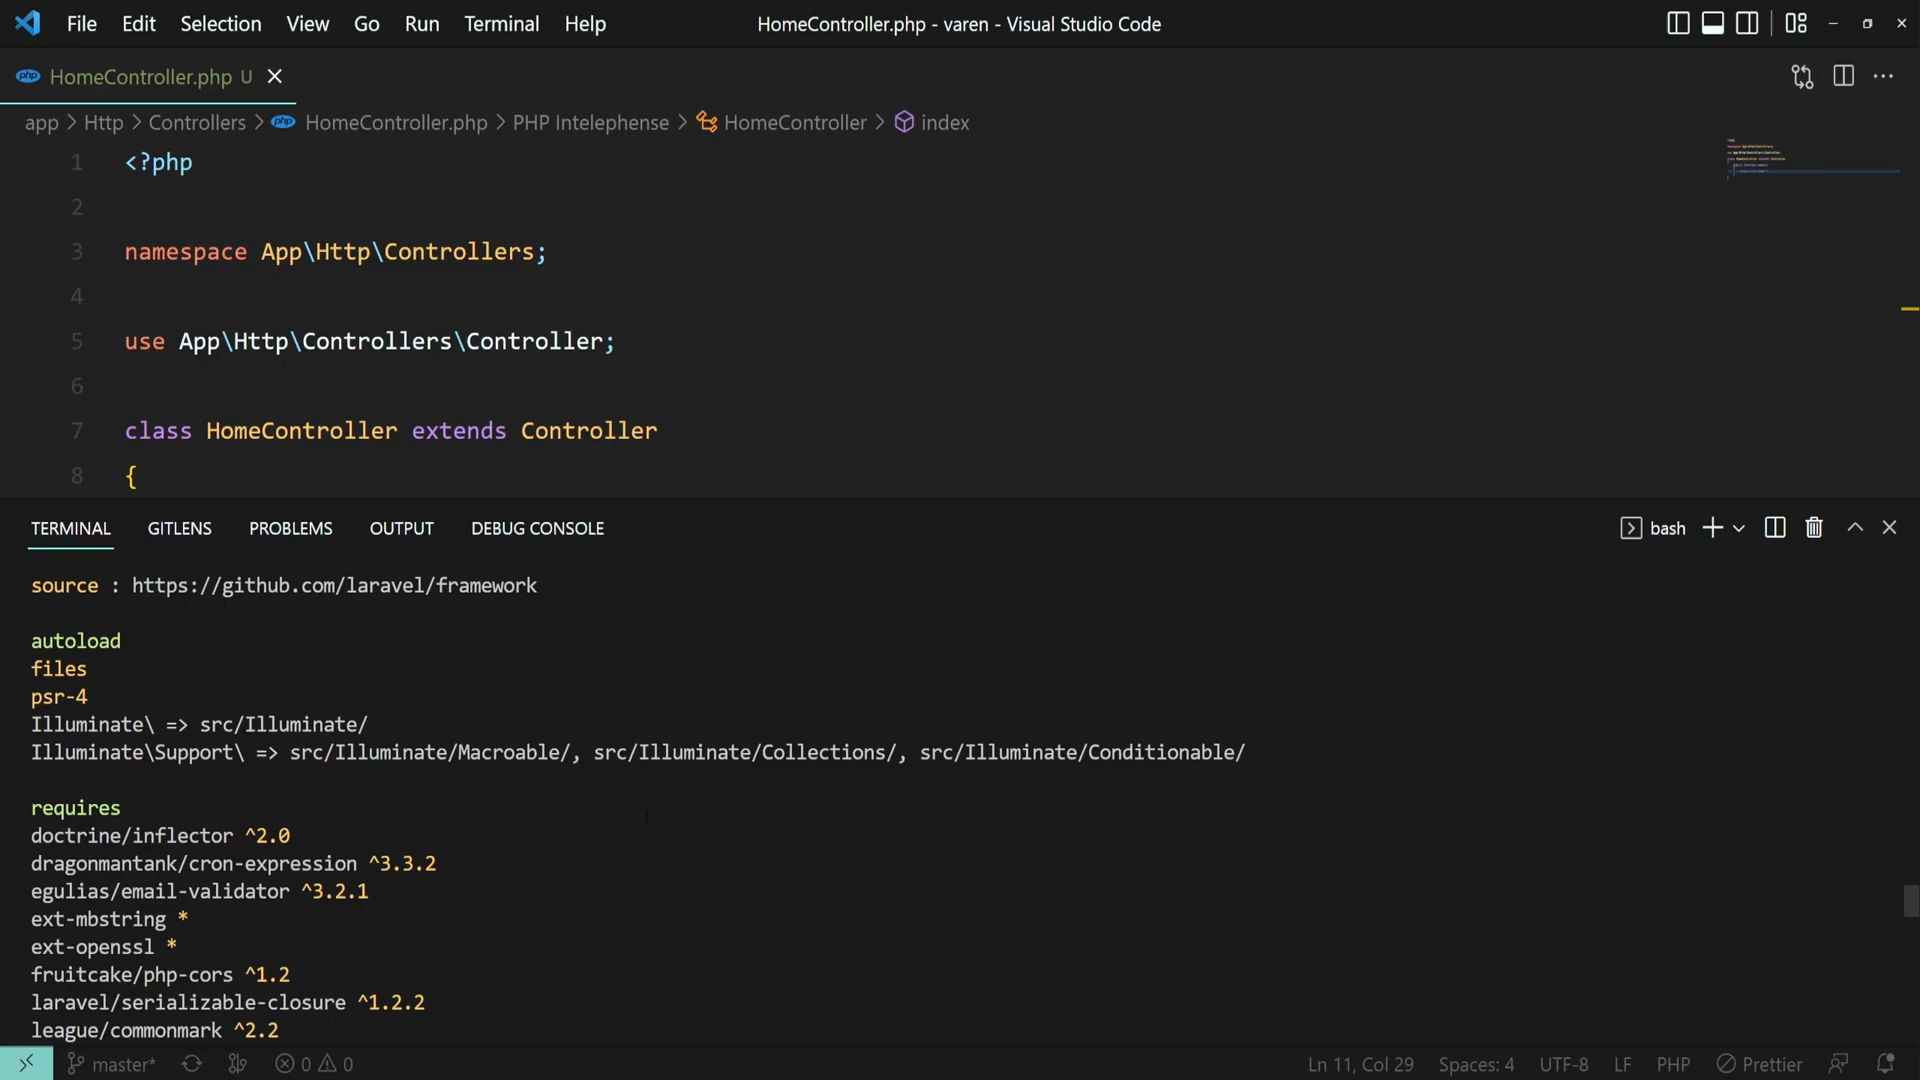 File Edit Selection View Go Run Terminal Help HomeController.php - varen - Visual Studio Code
php HomeController.php U
app > Http > Controllers > php HomeController.php > PHP Intelephense > HomeController > index
1 <?php
2
3 namespace App\Http\Controllers;
4
5 use App\Http\Controllers\Controller;
6
7 class HomeController extends Controller
8 {
TERMINAL GITLENS PROBLEMS OUTPUT DEBUG CONSOLE bash
source : https://github.com/laravel/framework
autoload
files
psr-4
Illuminate\ => src/Illuminate/
Illuminate\Support\ => src/Illuminate/Macroable/, src/Illuminate/Collections/, src/Illuminate/Conditionable/
requires
doctrine/inflector ^2.0
dragonmantank/cron-expression ^3.3.2
egulias/email-validator ^3.2.1
ext-mbstring *
ext-openssl *
fruitcake/php-cors ^1.2
laravel/serializable-closure ^1.2.2
league/commonmark ^2.2
master* 0 0 Ln 11, Col 29 Spaces: 4 UTF-8 LF PHP Prettier